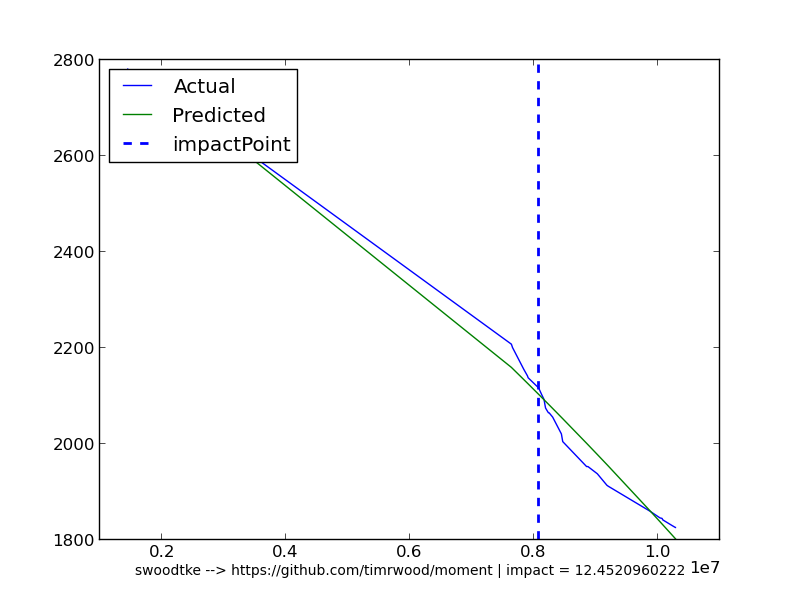 2800
2600
2400
2200
2000
1800
Actual
Predicted
impactPoint
0.2 0.4 0.6 0.8 1.0
1e7
swoodtke --> https://github.com/timrwood/moment | impact = 12.4520960222